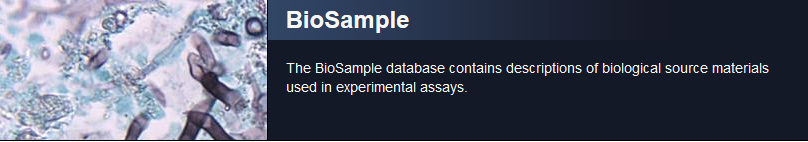 BioSample
The BioSample database contains descriptions of biological source materials
used in experimental assays.